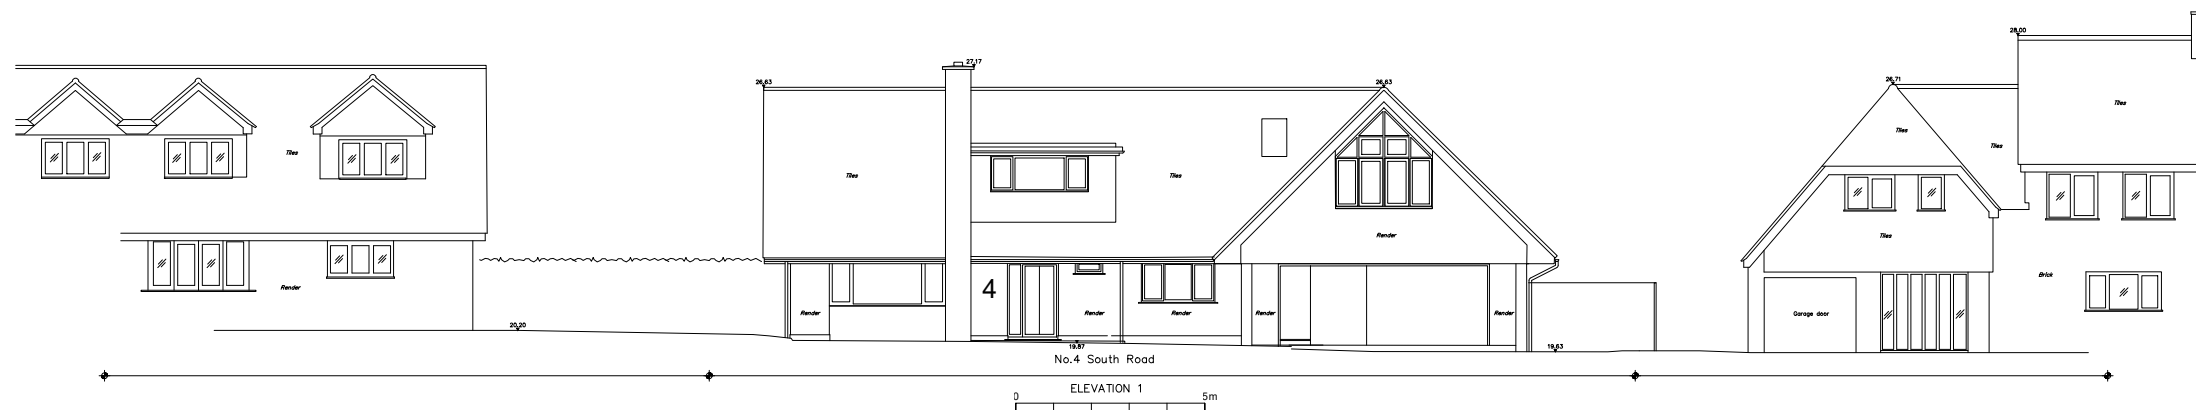 28.00
27.17
26.63
26.63
26.71
Tiles
Tiles
Tiles
Tiles
Tiles
Tiles
Render
Tiles
Brick
Render
4
Render
Render
Render
Render
Render
Garage door
20.20
19.87
19.63
No.4 South Road
ELEVATION 1
0 5m